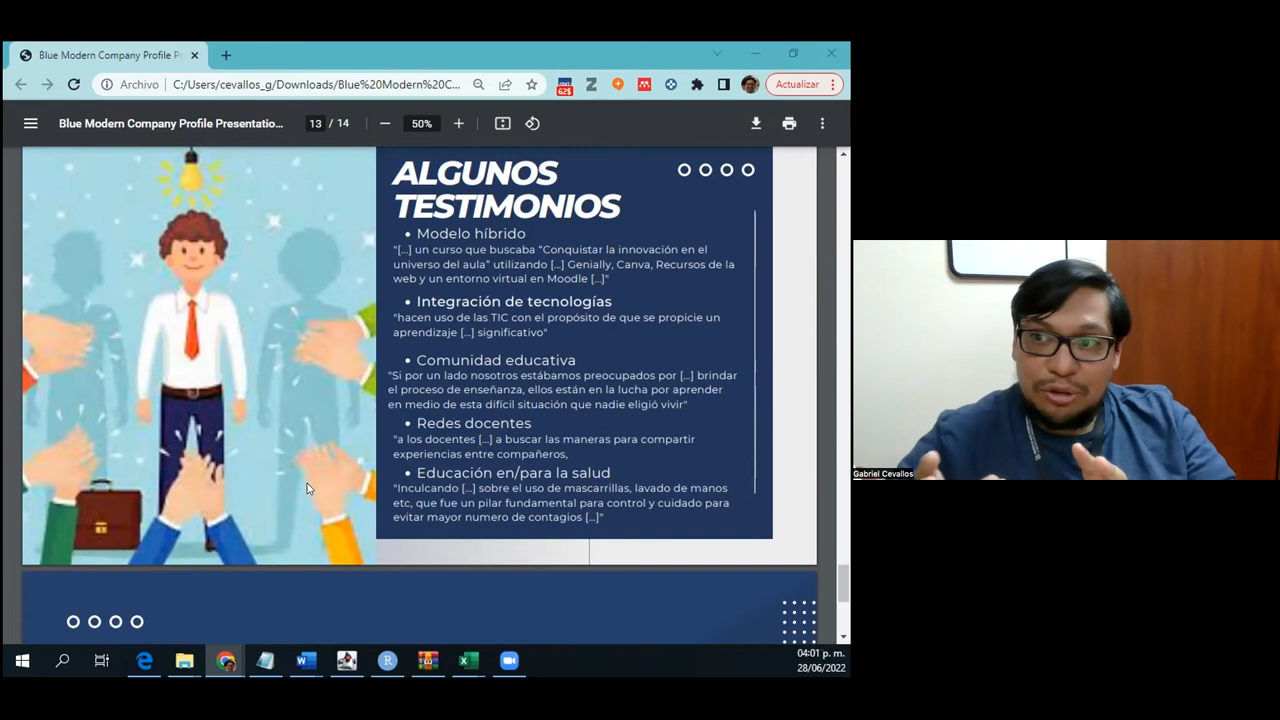 Blue Modern Company Profile P
Archivo
C:/Users/cevallos_g/Downloads/Blue%20Modern%20C...
62$
Actualizar
Blue Modern Company Profile Presentatio...
13 / 14
50%
ALGUNOS
TESTIMONIOS
• Modelo híbrido
"[...] un curso que buscaba "Conquistar la innovación en el
universo del aula" utilizando [...] Genially, Canva, Recursos de la
web y un entorno virtual en Moodle [...]"
• Integración de tecnologías
"hacen uso de las TIC con el propósito de que se propicie un
aprendizaje [...] significativo"
• Comunidad educativa
"Si por un lado nosotros estábamos preocupados por [...] brindar
el proceso de enseñanza, ellos están en la lucha por aprender
en medio de esta difícil situación que nadie eligió vivir"
• Redes docentes
"a los docentes [...] a buscar las maneras para compartir
experiencias entre compañeros,
• Educación en/para la salud
"Inculcando [...] sobre el uso de mascarrillas, lavado de manos
etc, que fue un pilar fundamental para control y cuidado para
evitar mayor numero de contagios [...]"
Gabriel Cevallos
04:01 p. m.
28/06/2022